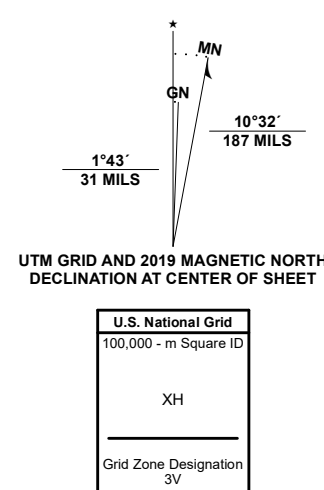 ★
MN
GN
10°32´
187 MILS
1°43´
31 MILS
UTM GRID AND 2019 MAGNETIC NORTH
DECLINATION AT CENTER OF SHEET
U.S. National Grid
100,000 - m Square ID
XH
Grid Zone Designation
3V